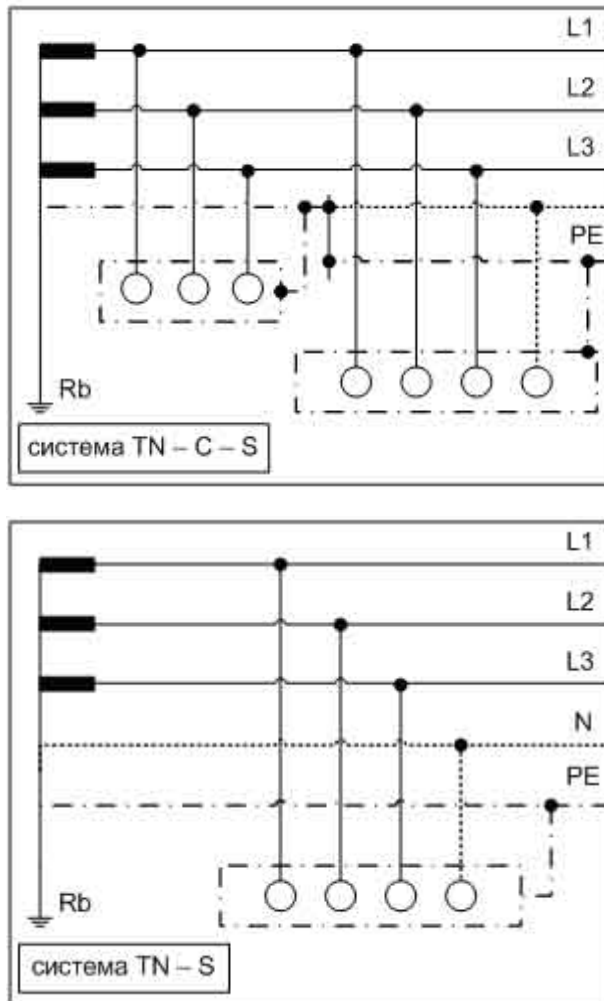 L1
L2
L3
PE
Rb
система TN – C – S
L1
L2
L3
N
PE
Rb
система TN – S